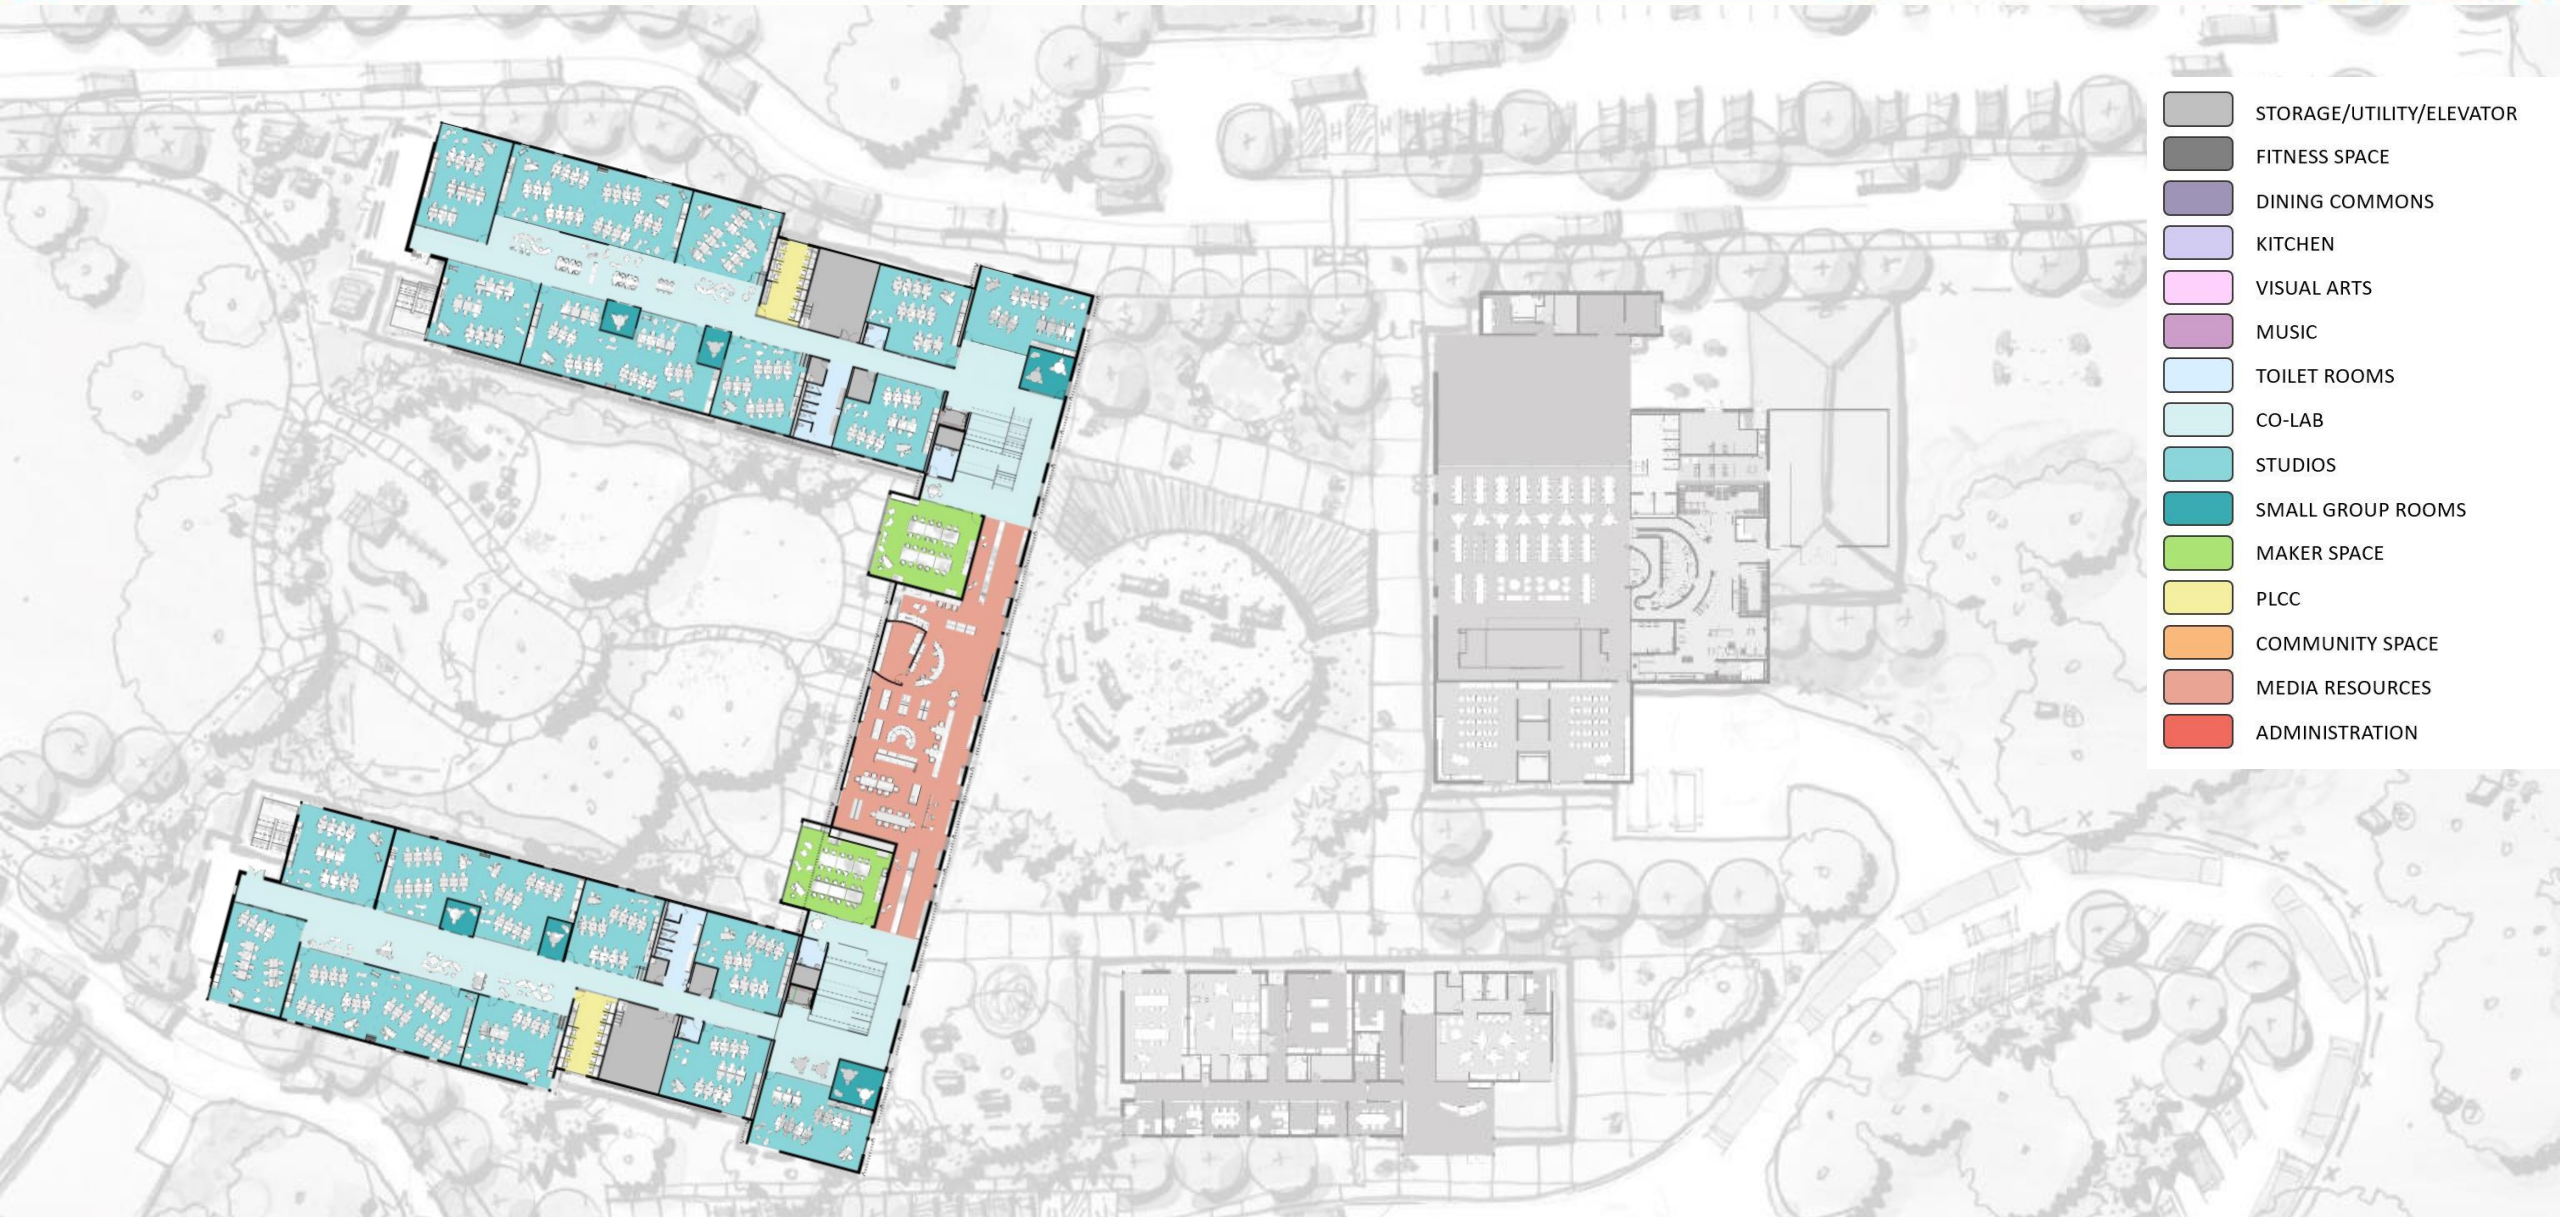 STORAGE/UTILITY/ELEVATOR
FITNESS SPACE
DINING COMMONS
KITCHEN
VISUAL ARTS
MUSIC
TOILET ROOMS
CO-LAB
STUDIOS
SMALL GROUP ROOMS
MAKER SPACE
PLCC
COMMUNITY SPACE
MEDIA RESOURCES
ADMINISTRATION